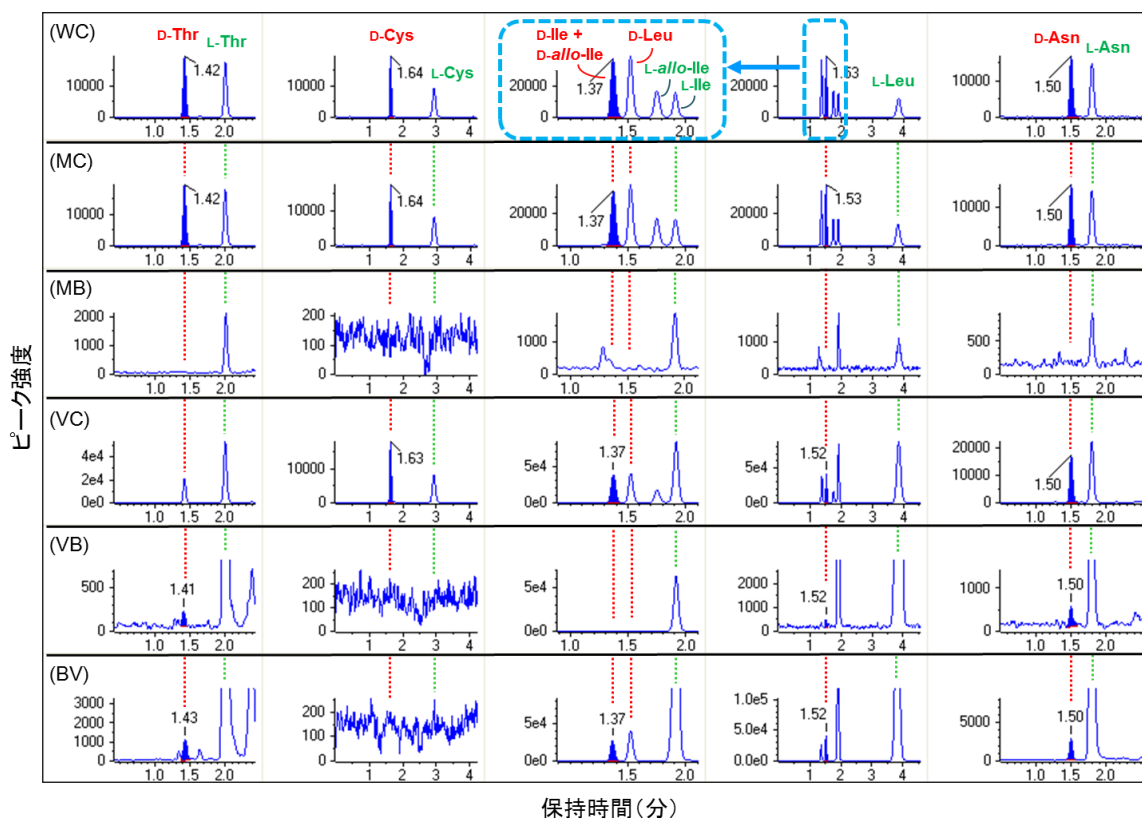 (WC)
D-Thr
L-Thr
1.42
10000
0
1.0 1.5 2.0
D-Cys
L-Cys
1.64
10000
0
1 2 3 4
D-Ile +
D-allo-Ile
D-Leu
L-allo-Ile
L-Ile
1.37
20000
0
1.5 2.0
1.53
L-Leu
20000
0
2 3 4
D-Asn
L-Asn
1.50
10000
0
1.0 1.5 2.0
(MC)
1.42
10000
0
1.0 1.5 2.0
1.64
10000
0
1 2 3 4
1.37
20000
0
1.0 1.5 2.0
1.53
20000
0
1 2 3 4
1.50
10000
0
1.0 1.5 2.0
(MB)
2000
1000
0
1.0 1.5 2.0
200
100
0
1 2 3 4
1000
0
1.0 1.5 2.0
1000
0
1 2 3 4
500
0
1.0 1.5 2.0
(VC)
4e4
2e4
0e0
1.0 1.5 2.0
1.63
10000
0
1 2 3 4
1.37
5e4
0e0
1.0 1.5 2.0
1.52
5e4
0e0
1 2 3 4
20000
10000
0
1.50
1.0 1.5 2.0
(VB)
500
0
1.41
1.0 1.5 2.0
200
100
0
1 2 3 4
5e4
0e0
1.0 1.5 2.0
2000
1000
0
1.52
1 2 3 4
1000
0
1.50
1.0 1.5 2.0
(BV)
3000
2000
1000
0
1.43
1.0 1.5 2.0
200
100
0
1 2 3 4
5e4
0e0
1.37
1.0 1.5 2.0
1.0e5
5.0e4
0.0e0
1.52
1 2 3 4
5000
0
1.50
1.0 1.5 2.0
ピーク強度
保持時間(分)